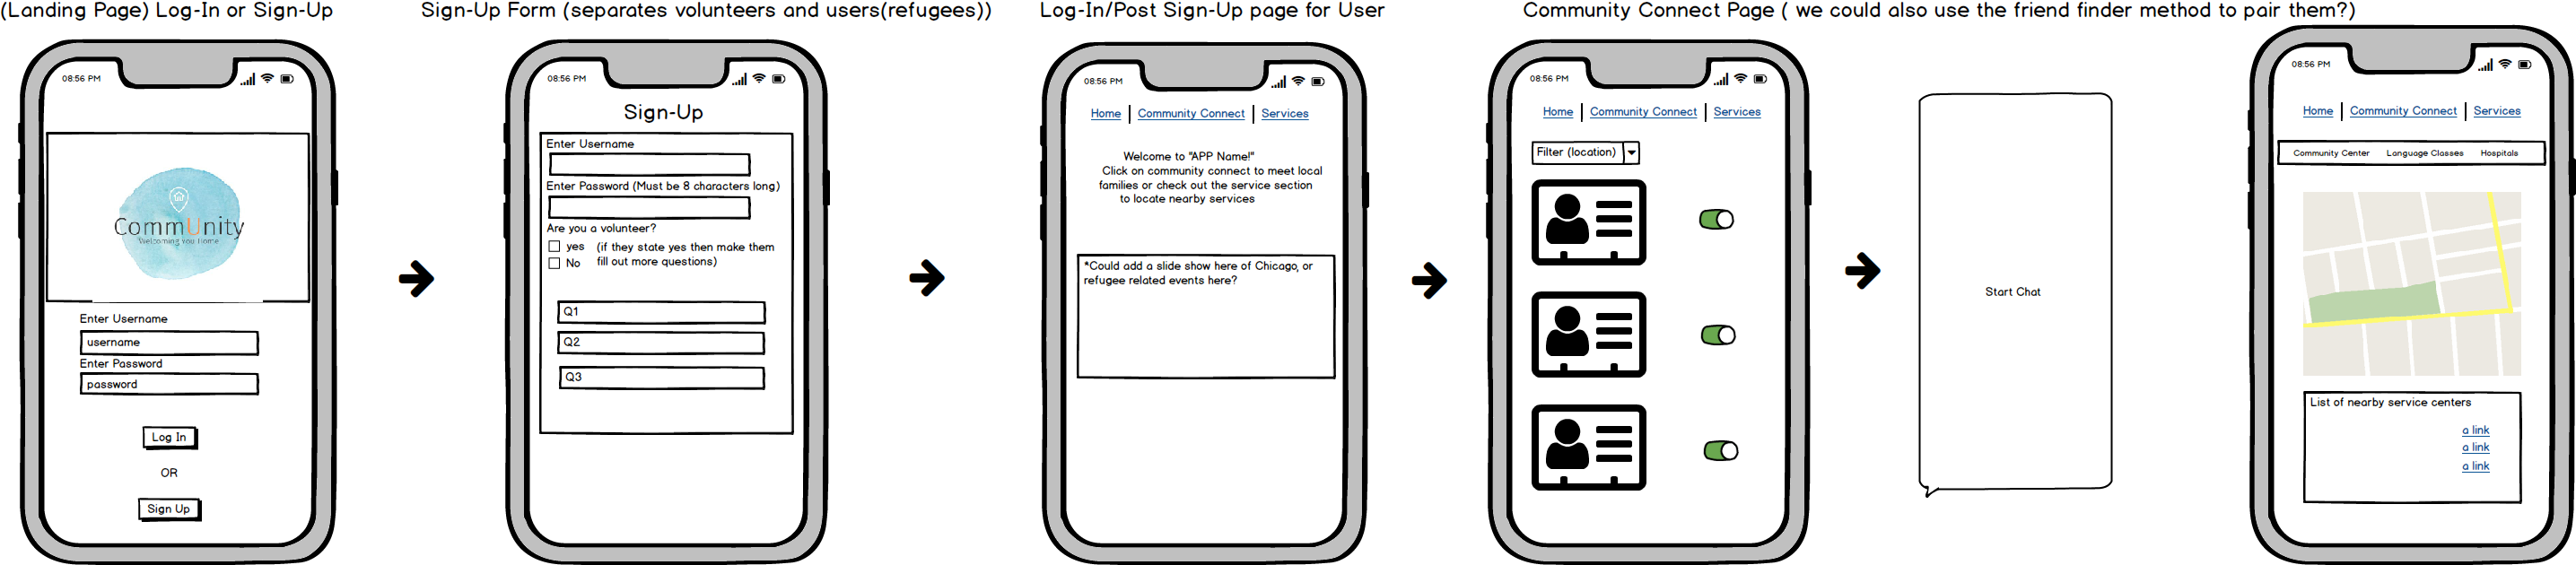 (Landing Page) Log-In or Sign-Up
08:56 PM
CommUnity
Welcoming you Home
Enter Username
username
Enter Password
password
Log In
OR
Sign Up
Sign-Up Form (separates volunteers and users(refugees))
08:56 PM
Sign-Up
Enter Username
Enter Password (Must be 8 characters long)
Are you a volunteer?
yes (if they state yes then make them
No fill out more questions)
Q1
Q2
Q3
Log-In/Post Sign-Up page for User
08:56 PM
Home Community Connect Services
Welcome to "APP Name!"
Click on community connect to meet local
families or check out the service section
to locate nearby services
*Could add a slide show here of Chicago, or
refugee related events here?
Community Connect Page ( we could also use the friend finder method to pair them?)
08:56 PM
Home Community Connect Services
Filter (location)
Start Chat
08:56 PM
Home Community Connect Services
Community Center Language Classes Hospitals
List of nearby service centers
a link
a link
a link